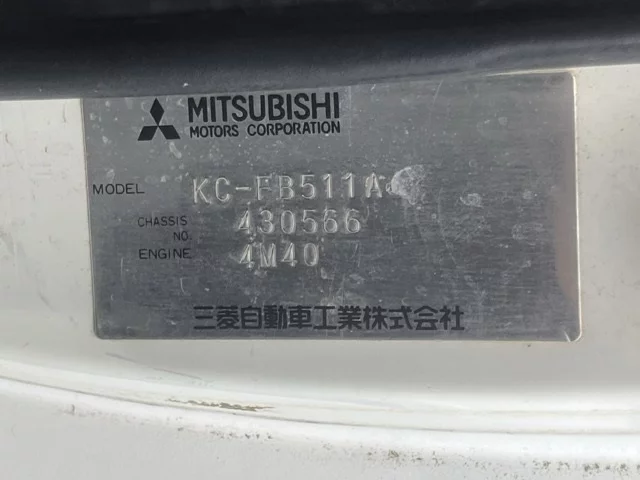 MITSUBISHI
MOTORS CORPORATION
MODEL KC-FB511A
CHASSIS NO. 430566
ENGINE 4M40
三菱自動車工業株式会社